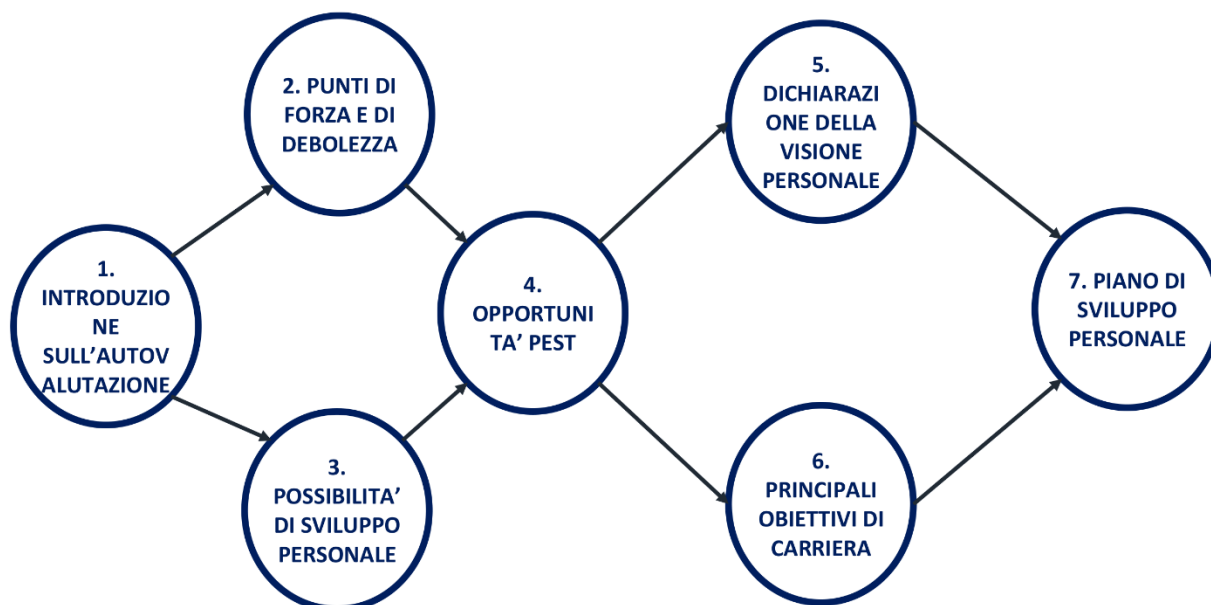 1.
INTRODUZIO
NE
SULL'AUTOV
ALUTAZIONE
2. PUNTI DI
FORZA E DI
DEBOLEZZA
3.
POSSIBILITA'
DI SVILUPPO
PERSONALE
4.
OPPORTUNI
TA' PEST
5.
DICHIARAZI
ONE DELLA
VISIONE
PERSONALE
6.
PRINCIPALI
OBIETTIVI DI
CARRIERA
7. PIANO DI
SVILUPPO
PERSONALE